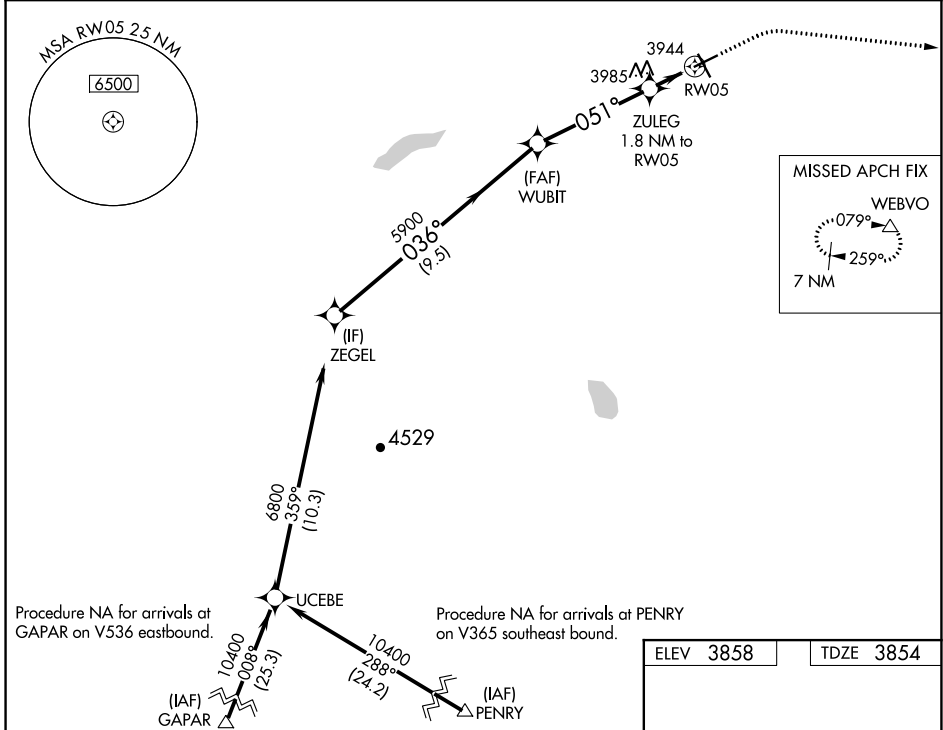 MSA RW05 25 NM
6500
3944
3985
RW05
051°
ZULEG
1.8 NM to
RW05
(FAF)
WUBIT
MISSED APCH FIX
WEBVO
079°
259°
7 NM
5900
036°
(9.5)
(IF)
ZEGEL
4529
6800
359°
(10.3)
UCEBE
Procedure NA for arrivals at
GAPAR on V536 eastbound.
Procedure NA for arrivals at PENRY
on V365 southeast bound.
10400
008°
(25.3)
10400
288°
(24.2)
(IAF)
GAPAR
(IAF)
PENRY
ELEV 3858
TDZE 3854